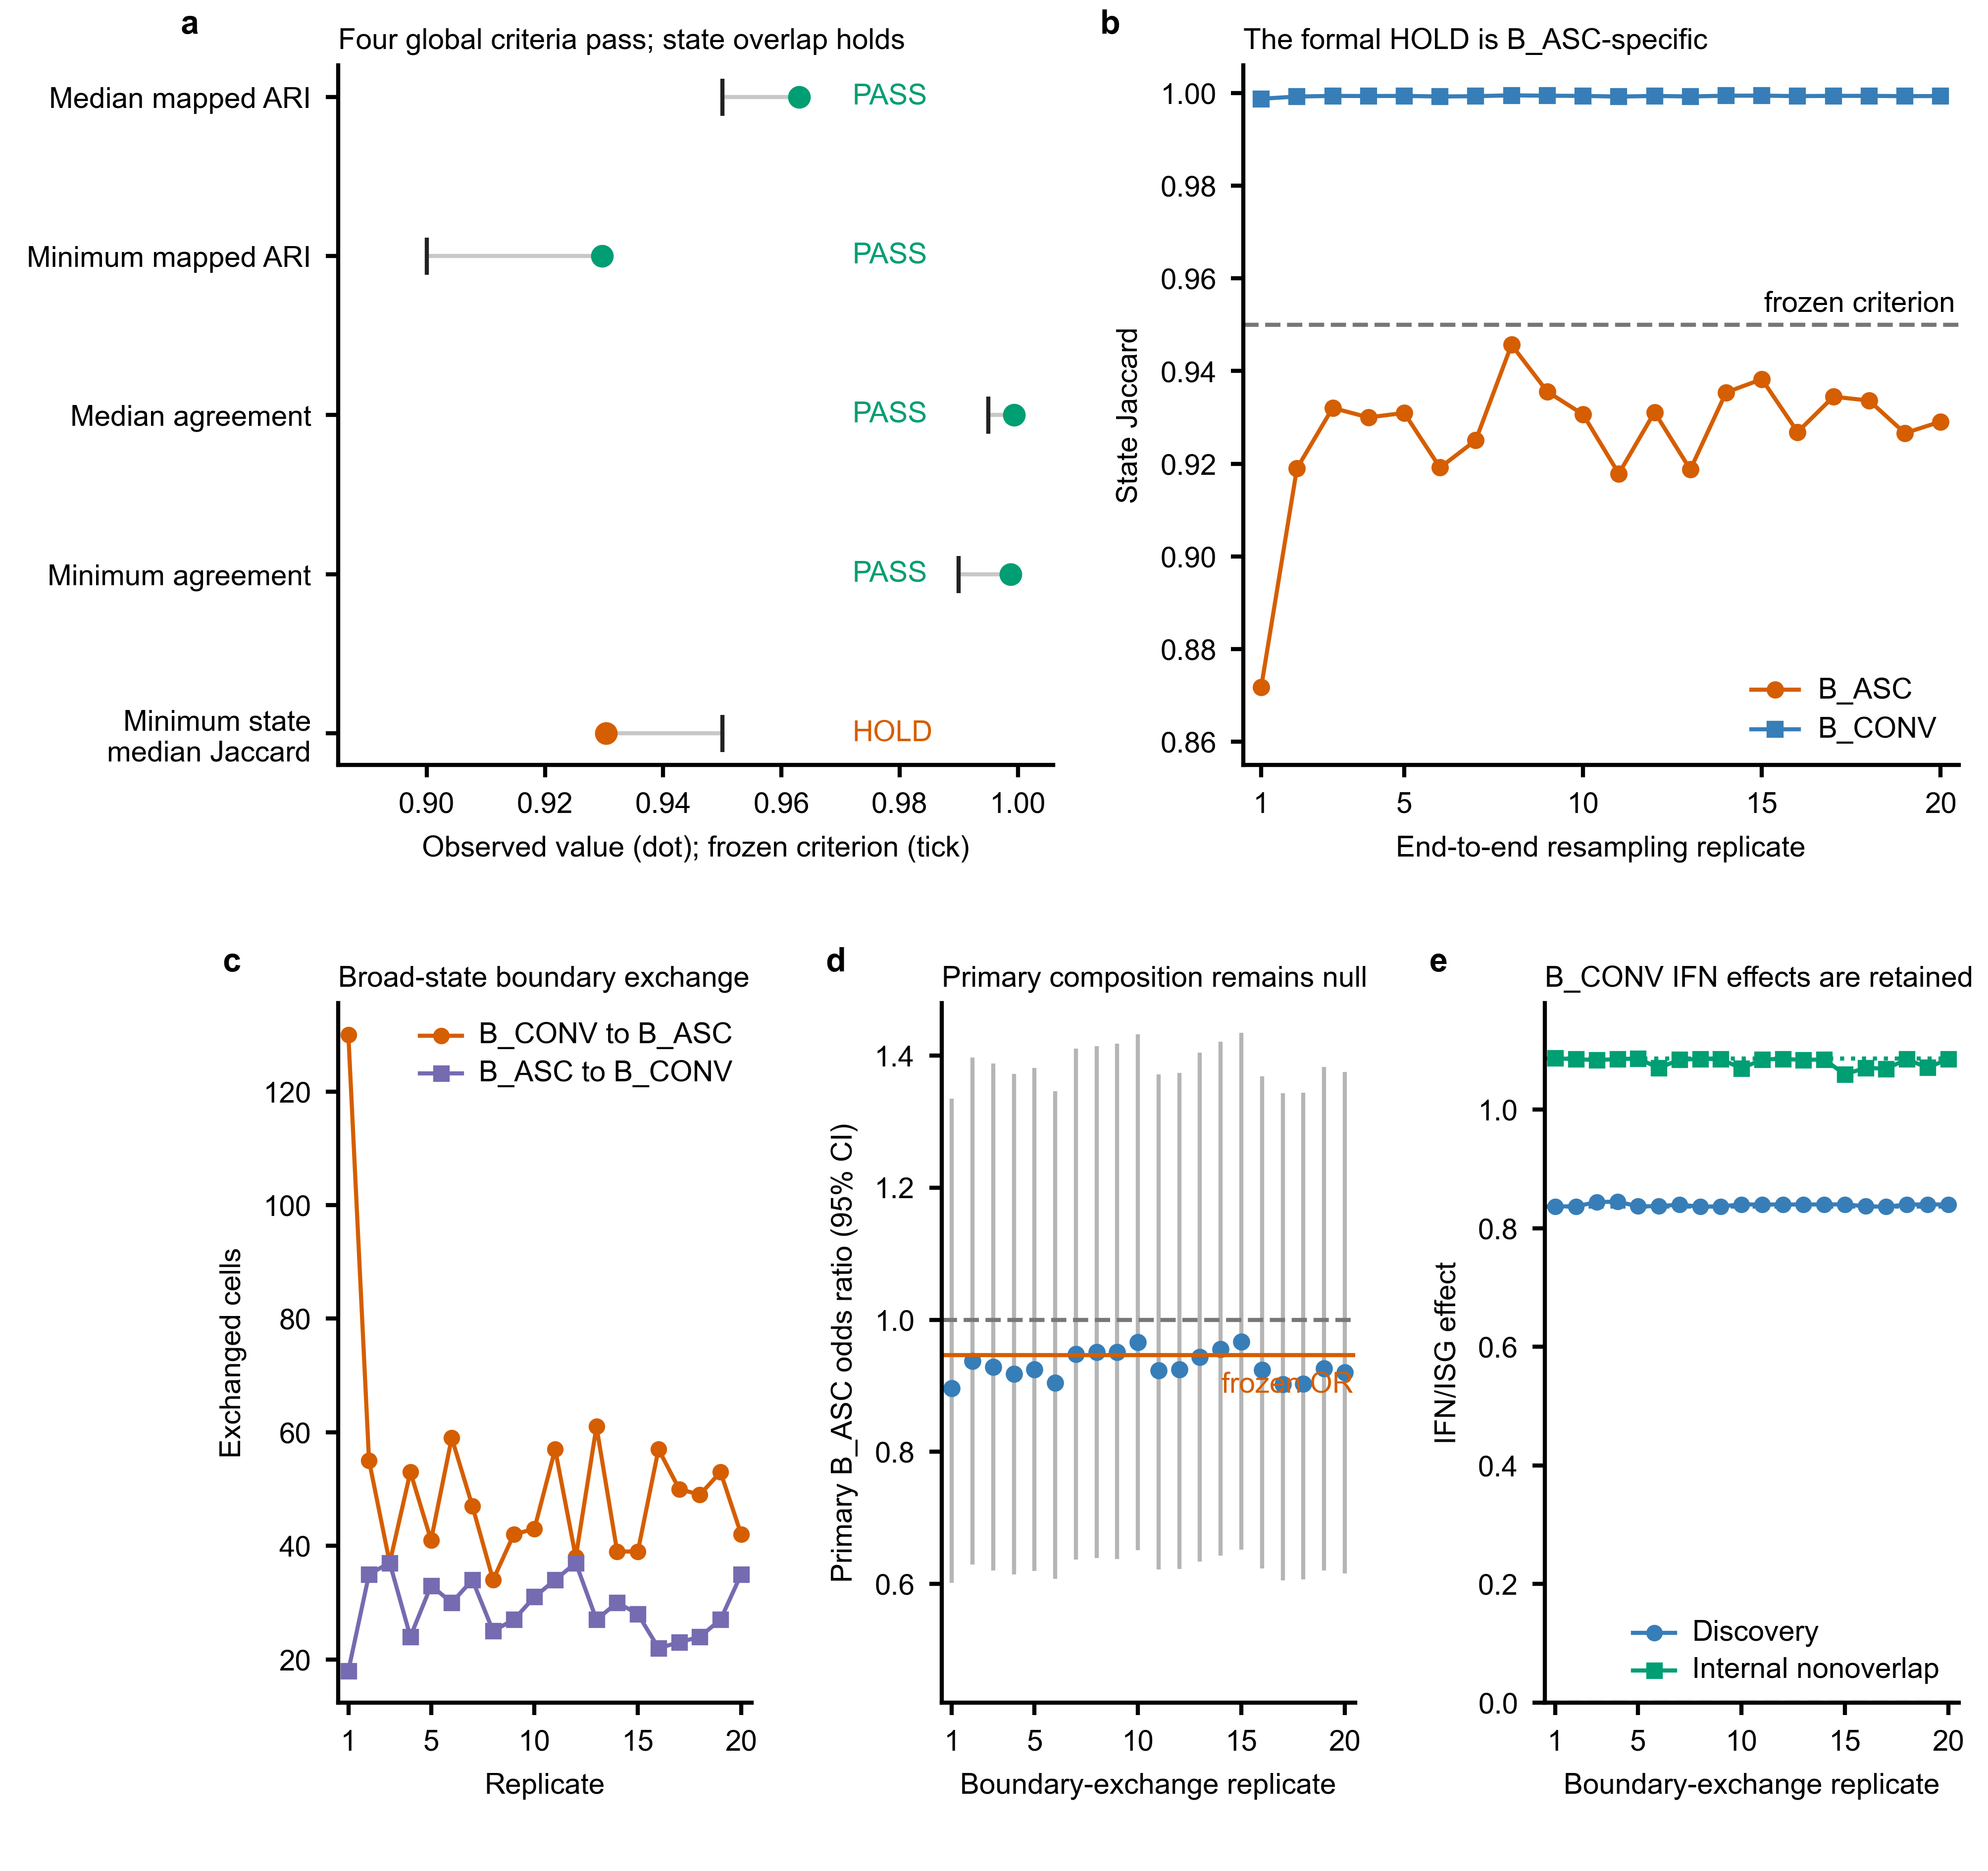 a
Four global criteria pass; state overlap holds
Median mapped ARI
PASS
Minimum mapped ARI
PASS
Median agreement
PASS
Minimum agreement
PASS
Minimum state
median Jaccard
HOLD
0.90 0.92 0.94 0.96 0.98 1.00
Observed value (dot); frozen criterion (tick)
b
The formal HOLD is B_ASC-specific
State Jaccard
1.00
0.98
0.96
0.94
0.92
0.90
0.88
0.86
frozen criterion
B_ASC
B_CONV
1 5 10 15 20
End-to-end resampling replicate
c
Broad-state boundary exchange
Exchanged cells
120
100
80
60
40
20
B_CONV to B_ASC
B_ASC to B_CONV
1 5 10 15 20
Replicate
d
Primary composition remains null
Primary B_ASC odds ratio (95% CI)
1.4
1.2
1.0
0.8
0.6
frozen OR
1 5 10 15 20
Boundary-exchange replicate
e
B_CONV IFN effects are retained
IFN/ISG effect
1.0
0.8
0.6
0.4
0.2
0.0
Discovery
Internal nonoverlap
1 5 10 15 20
Boundary-exchange replicate